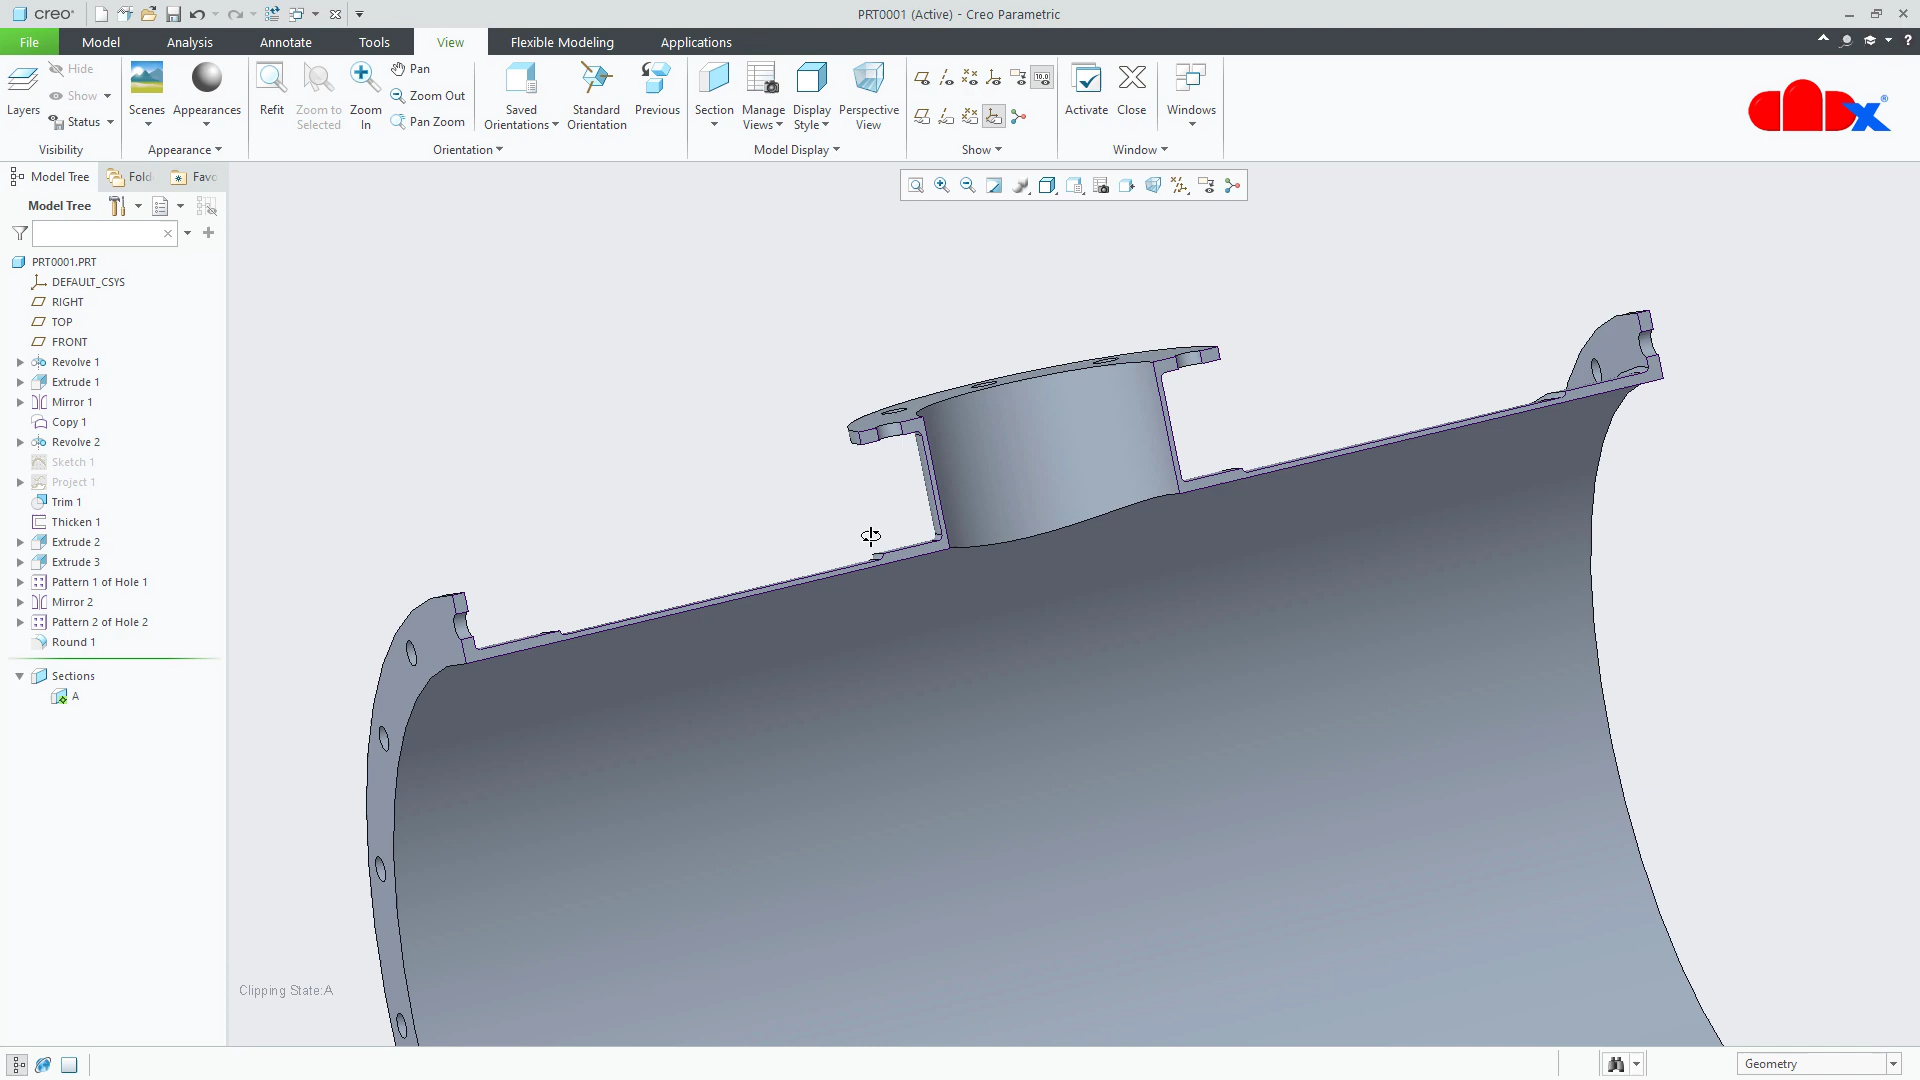 creo
PRT0001 (Active) - Creo Parametric
File Model Analysis Annotate Tools View Flexible Modeling Applications
Layers
Hide
Show
Status
Visibility
Scenes
Appearances
Appearance
Refit
Zoom to
Selected
Zoom
In
Pan
Zoom Out
Pan Zoom
Saved
Orientations
Standard
Orientation
Previous
Orientation
Section
Manage
Views
Display
Style
Perspective
View
Model Display
10.0
Show
Activate
Close
Windows
Window
CADX®
Model Tree Fold Favo
Model Tree
PRT0001.PRT
DEFAULT_CSYS
RIGHT
TOP
FRONT
Revolve 1
Extrude 1
Mirror 1
Copy 1
Revolve 2
Sketch 1
Project 1
Trim 1
Thicken 1
Extrude 2
Extrude 3
Pattern 1 of Hole 1
Mirror 2
Pattern 2 of Hole 2
Round 1
Sections
A
Clipping State:A
Geometry